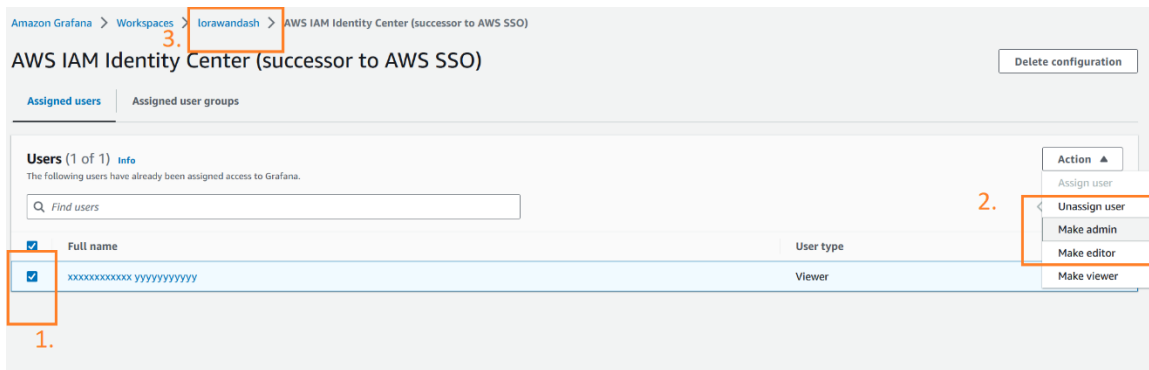 Amazon Grafana > Workspaces > lorawandash > AWS IAM Identity Center (successor to AWS SSO)
3.
AWS IAM Identity Center (successor to AWS SSO)
Delete configuration
Assigned users
Assigned user groups
Users (1 of 1) Info
Action
The following users have already been assigned access to Grafana.
Assign user
Find users
2.
Unassign user
Make admin
Full name
User type
Make editor
xxxxxxxxxxxx yyyyyyyyyyy
Viewer
Make viewer
1.